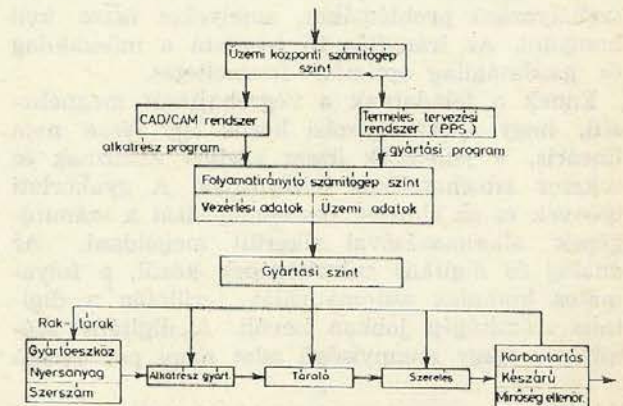 Üzemi központi számítógép
szint
CAD/CAM rendszer
Termelés tervezési
rendszer (PPS)
alkatrész program
gyártási program
Folyamatirányító számítógép szint
Vezérlési adatok
Üzemi adatok
Gyártási szint
Rak-tárak
Gyártóeszköz
Nyersanyag
Szerszám
Alkatrész gyárt.
Tároló
Szerelés
Karbantartás
Készárú
Minőség ellenőr.